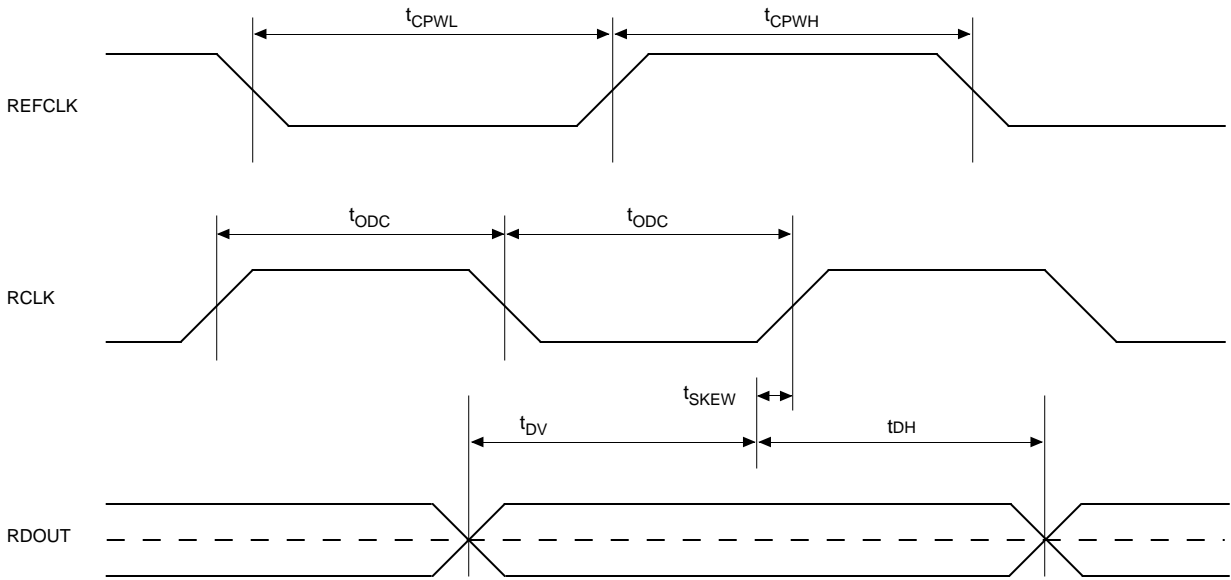 tCPWL tCPWH
REFCLK
tODC tODC
RCLK
tSKEW
tDV tDH
RDOUT